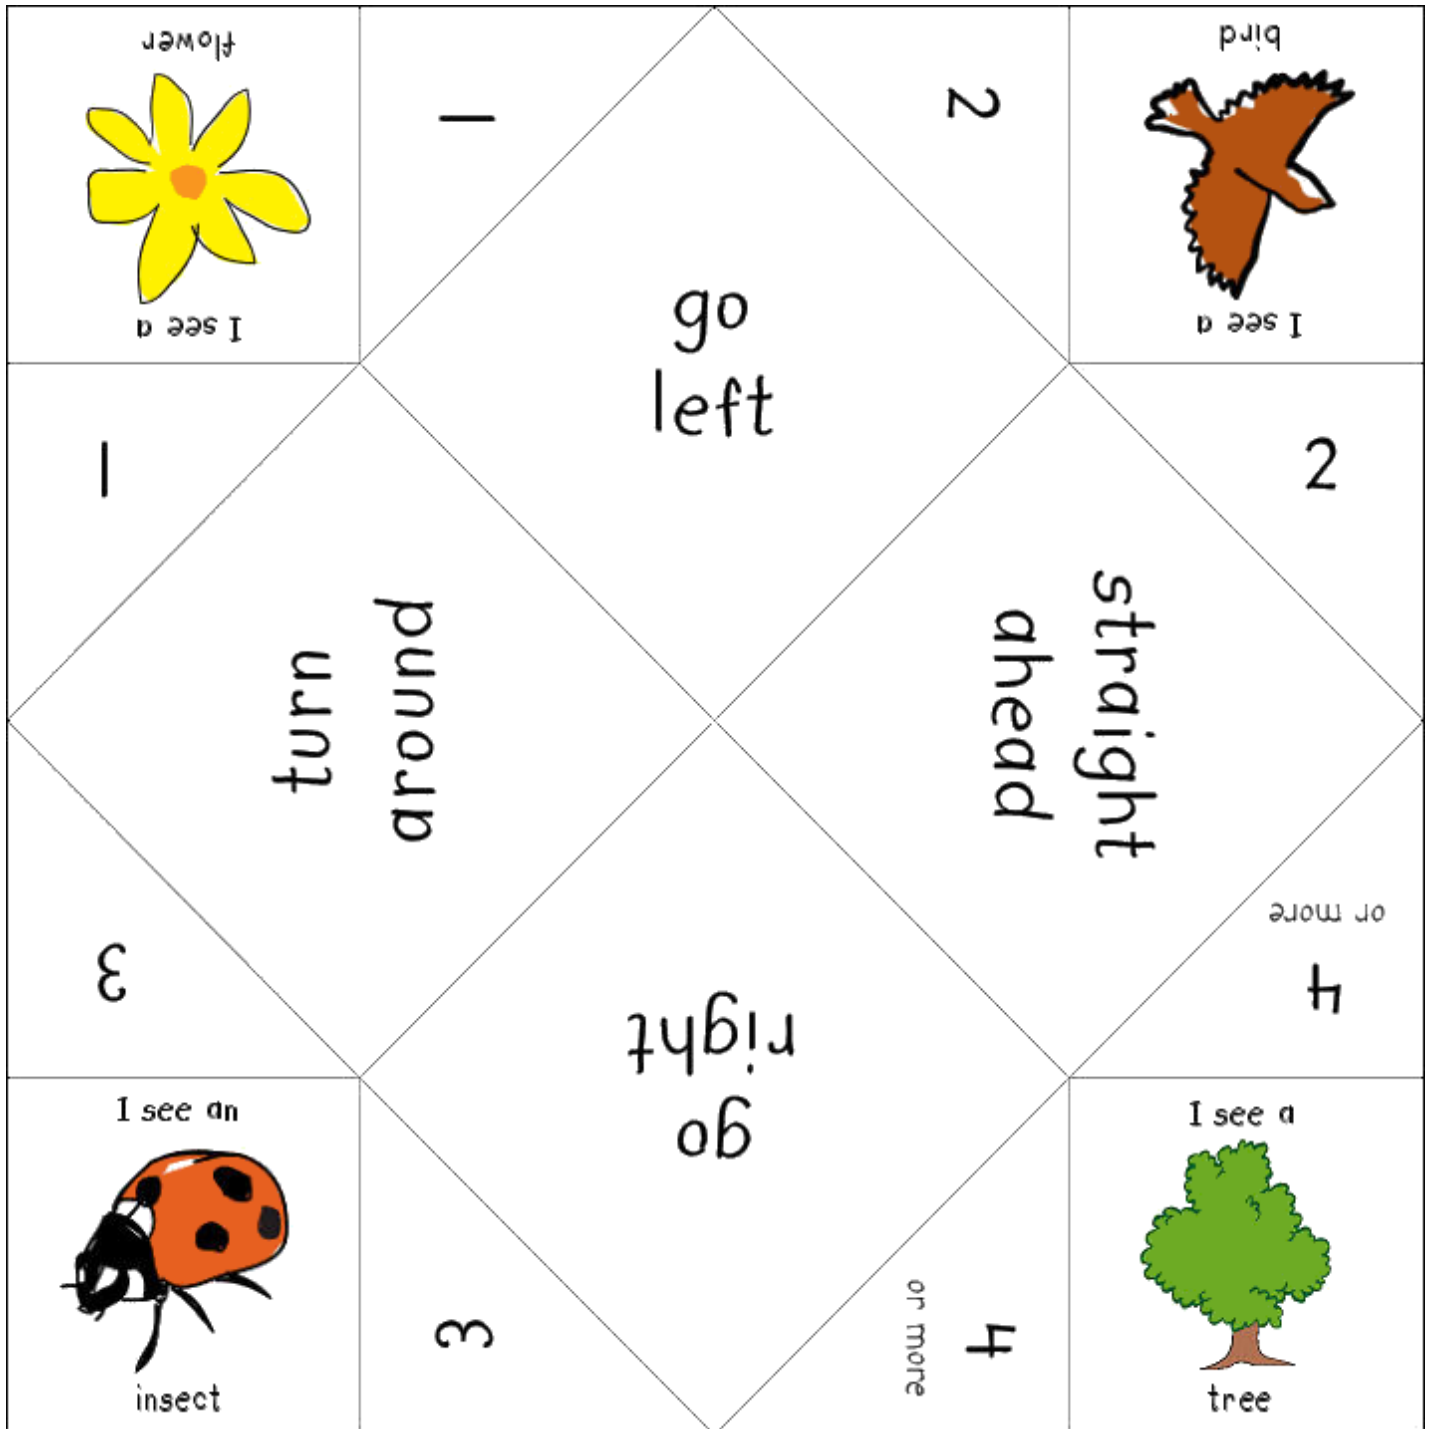 I see a
flower
1
2
I see a
bird
go
left
1
2
turn
around
straight
ahead
3
4
or more
go
right
I see an
insect
3
4
or more
I see a
tree